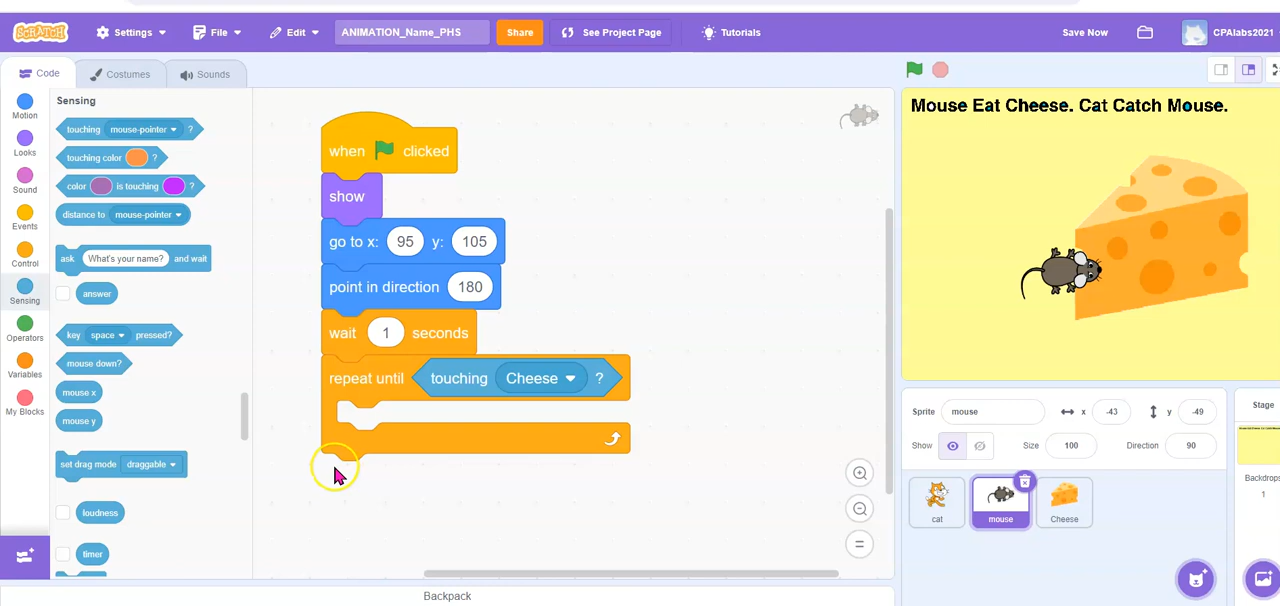 SCRATCH
Settings
File
Edit
ANIMATION_Name_PHS
Share
See Project Page
Tutorials
Save Now
CPAlabs2021
Code
Costumes
Sounds
Motion
Looks
Sound
Events
Control
Sensing
Operators
Variables
My Blocks
Sensing
touching mouse-pointer ?
touching color ?
color is touching ?
distance to mouse-pointer
ask What's your name? and wait
answer
key space pressed?
mouse down?
mouse x
mouse y
set drag mode draggable
loudness
timer
when clicked
show
go to x: 95 y: 105
point in direction 180
wait 1 seconds
repeat until touching Cheese ?
Backpack
Mouse Eat Cheese. Cat Catch Mouse.
Sprite mouse x -43 y -49
Show Size 100 Direction 90
cat
mouse
Cheese
Stage
Backdrops
1